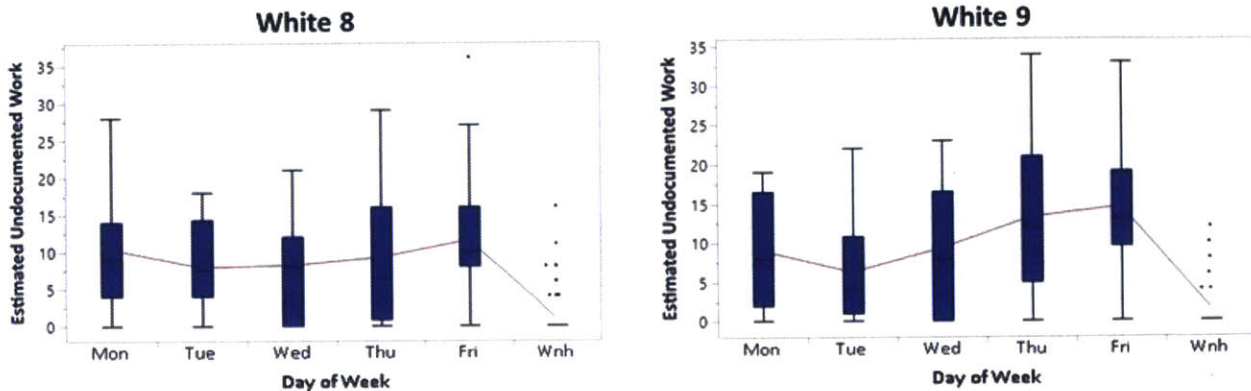 White 8
Estimated Undocumented Work
35
30
25
20
15
10
5
0
Mon Tue Wed Thu Fri Wnh
Day of Week
White 9
Estimated Undocumented Work
35
30
25
20
15
10
5
0
Mon Tue Wed Thu Fri Wnh
Day of Week